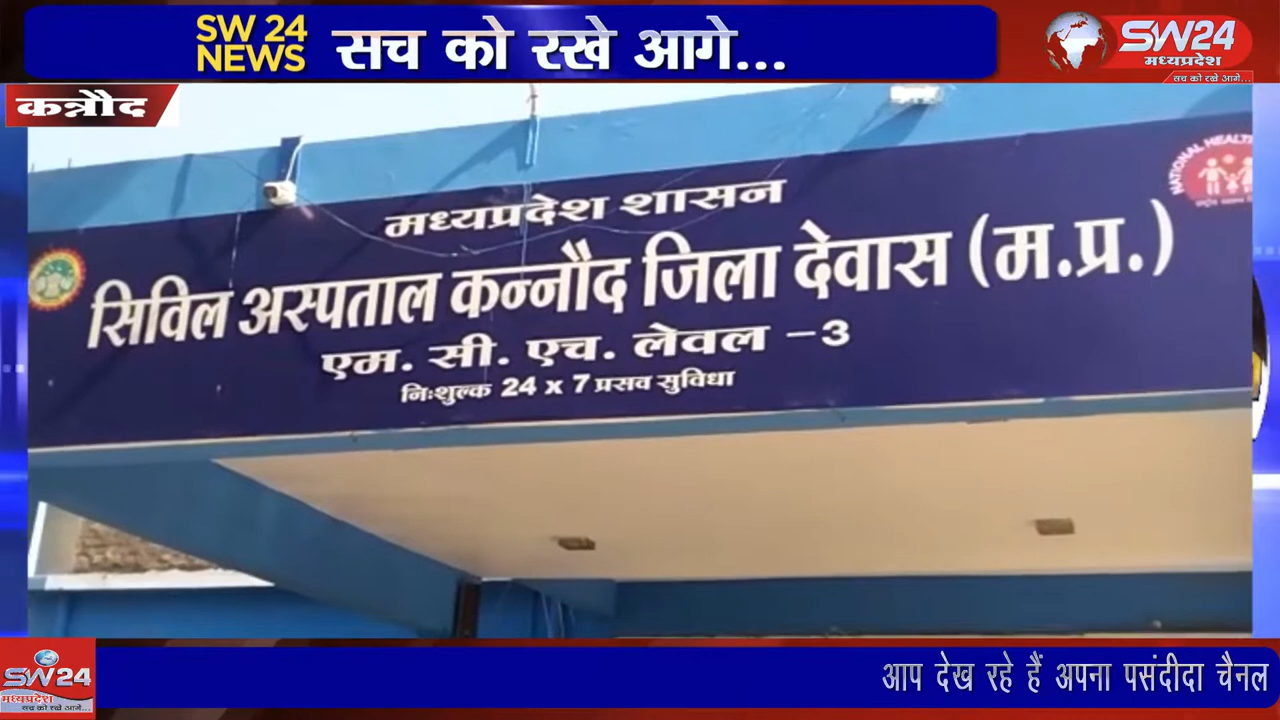 SW 24
NEWS
सच को रखे आगे...
SW24
मध्यप्रदेश
सच को रखे आगे...
कन्नौद
NATIONAL HEALTH
मध्यप्रदेश शासन
सिविल अस्पताल कन्नौद जिला देवास (म.प्र.)
एम. सी. एच. लेवल -3
निःशुल्क 24 x 7 प्रसव सुविधा
SW24
मध्यप्रदेश
सच को रखे आगे...
आप देख रहे हैं अपना पसंदीदा चैनल